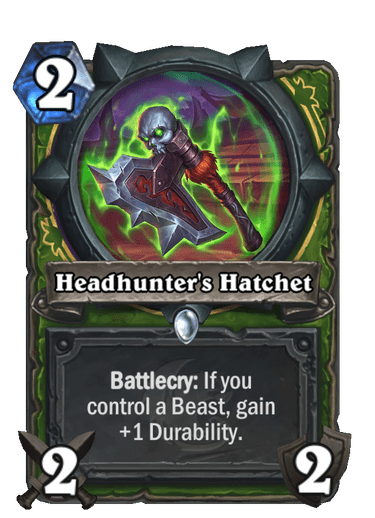 2
Headhunter's Hatchet
Battlecry: If you
control a Beast, gain
+1 Durability.
2 2